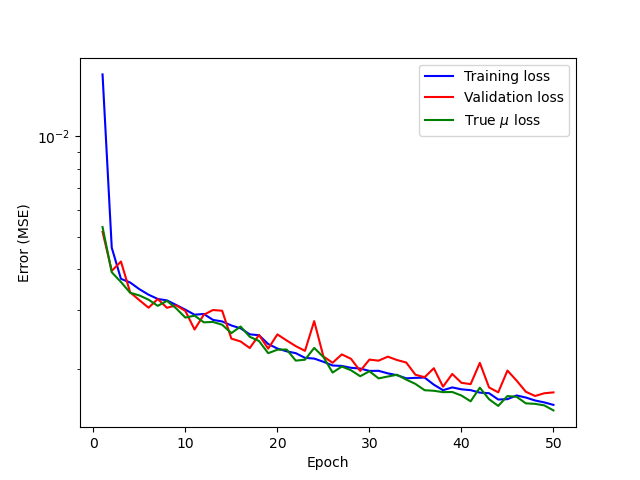 Training loss
Validation loss
True μ loss
10⁻²
Error (MSE)
0 10 20 30 40 50
Epoch